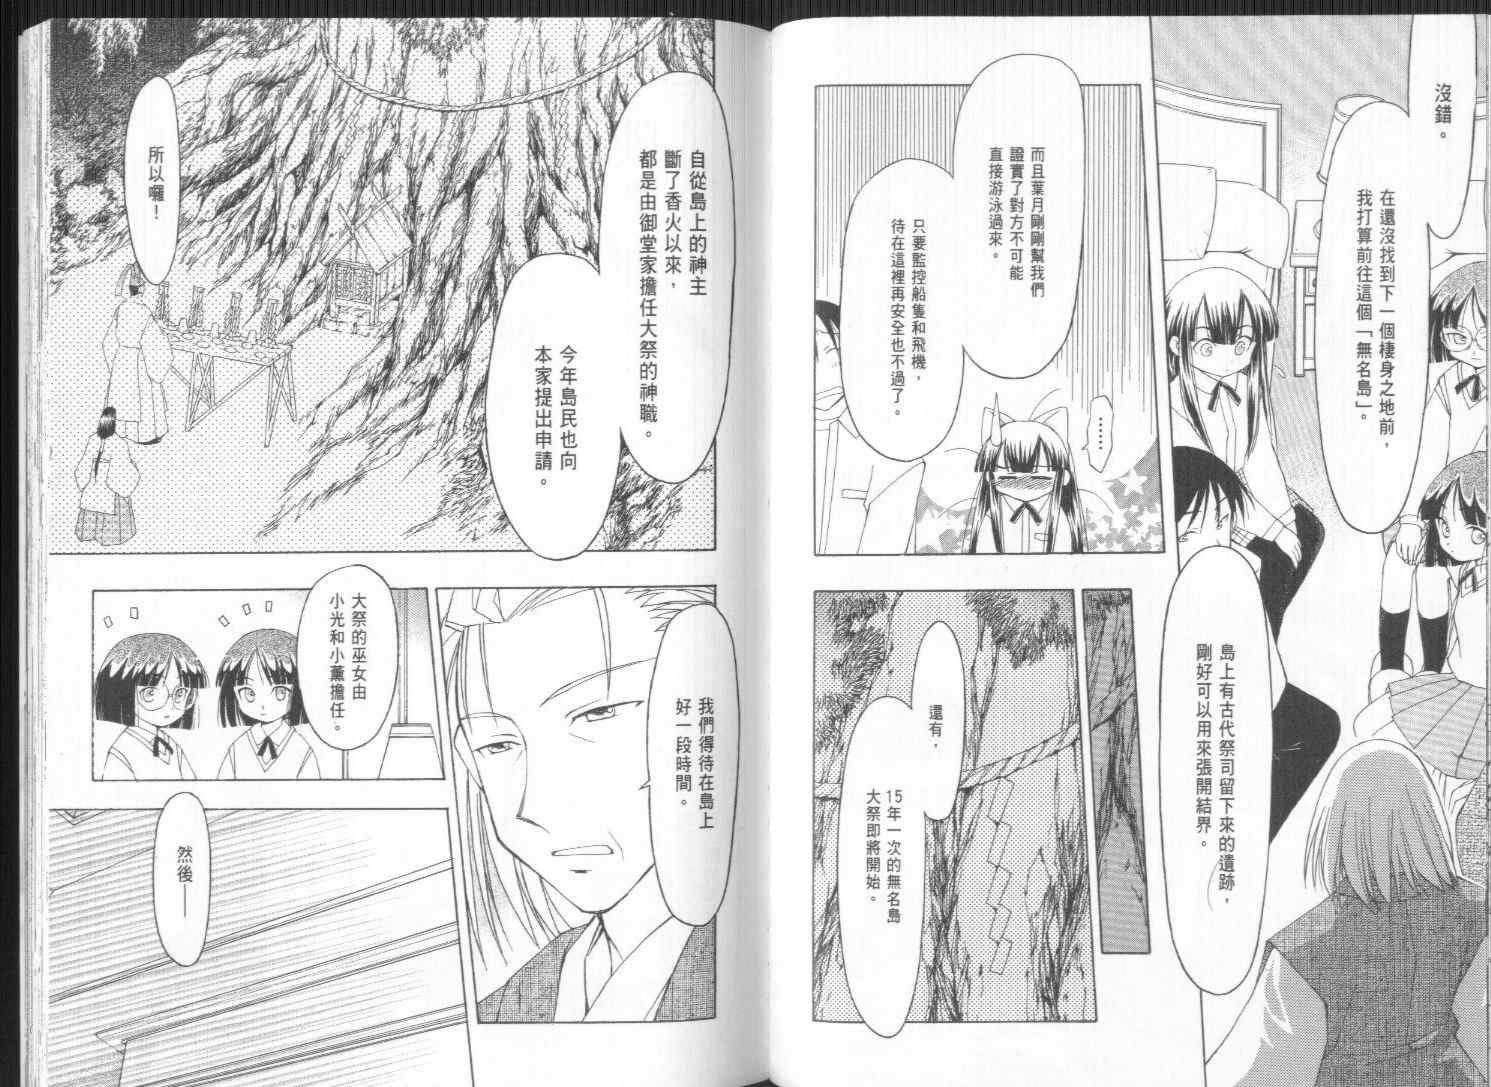 沒錯。
在還沒找到下一個棲身之地前，
我打算前往這個「無名島」。
島上有古代祭司留下來的遺跡，
剛好可以用來張開結界。
而且葉月剛剛幫我們
證實了對方不可能
直接游泳過來。
只要監控船隻和飛機，
待在這裡再安全也不過了。
……
還有，
15年一次的無名島
大祭即將開始。
自從島上的神主
斷了香火以來，
都是由御堂家擔任大祭的神職。
今年島民也向
本家提出申請。
所以囉！
我們得待在島上
好一段時間。
大祭的巫女由
小光和小薰擔任。
然後──